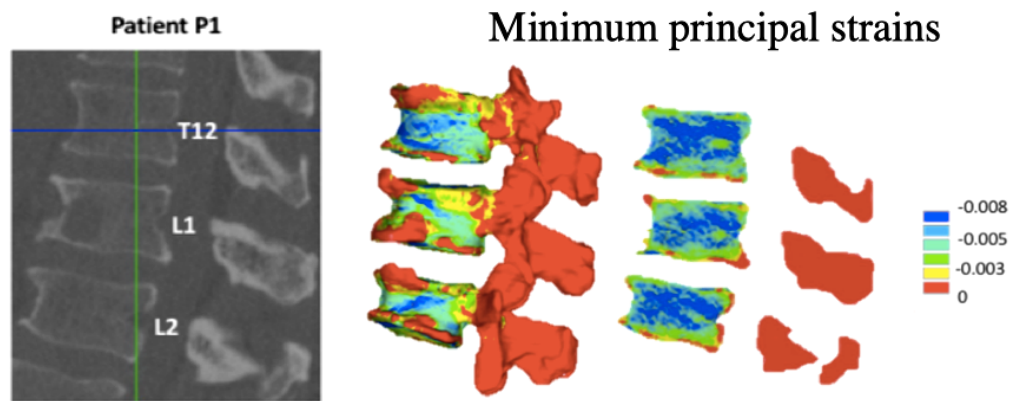 Patient P1
Minimum principal strains
T12
L1
L2
-0.008
-0.005
-0.003
0